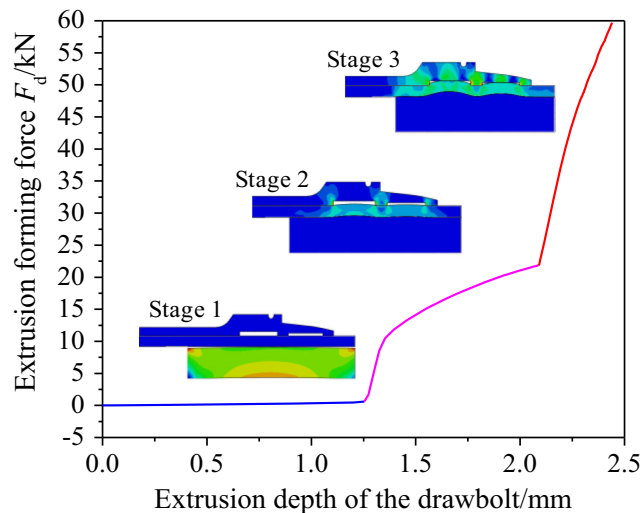 60
55
50
45
40
35
30
25
20
15
10
5
0
-5
Extrusion forming force F_d/kN
Stage 3
Stage 2
Stage 1
0.0 0.5 1.0 1.5 2.0 2.5
Extrusion depth of the drawbolt/mm